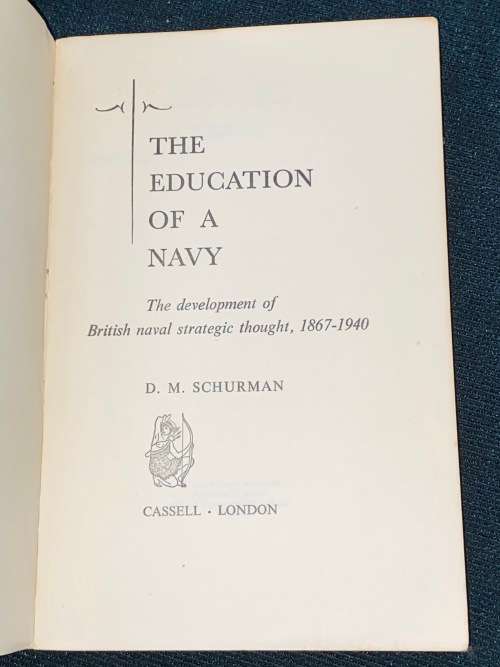 THE
EDUCATION
OF A
NAVY
The development of
British naval strategic thought, 1867-1940
D. M. SCHURMAN
CASSELL · LONDON